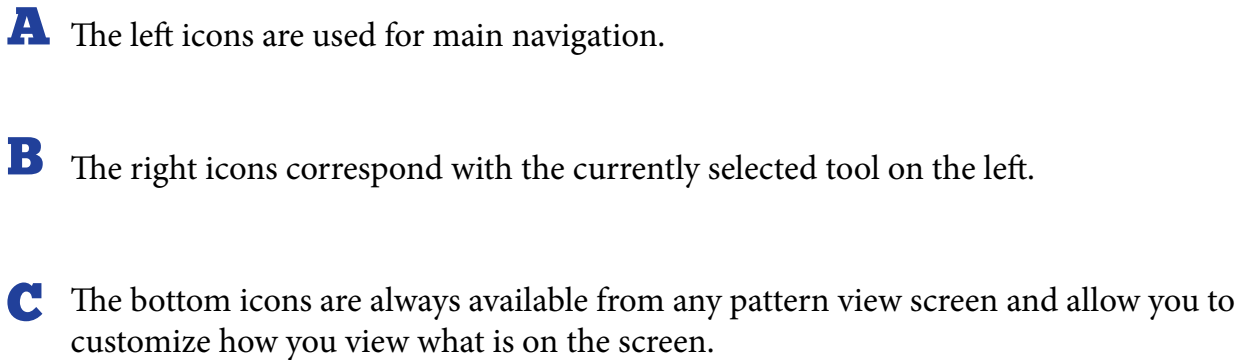 A The left icons are used for main navigation.
B The right icons correspond with the currently selected tool on the left.
C The bottom icons are always available from any pattern view screen and allow you to
customize how you view what is on the screen.